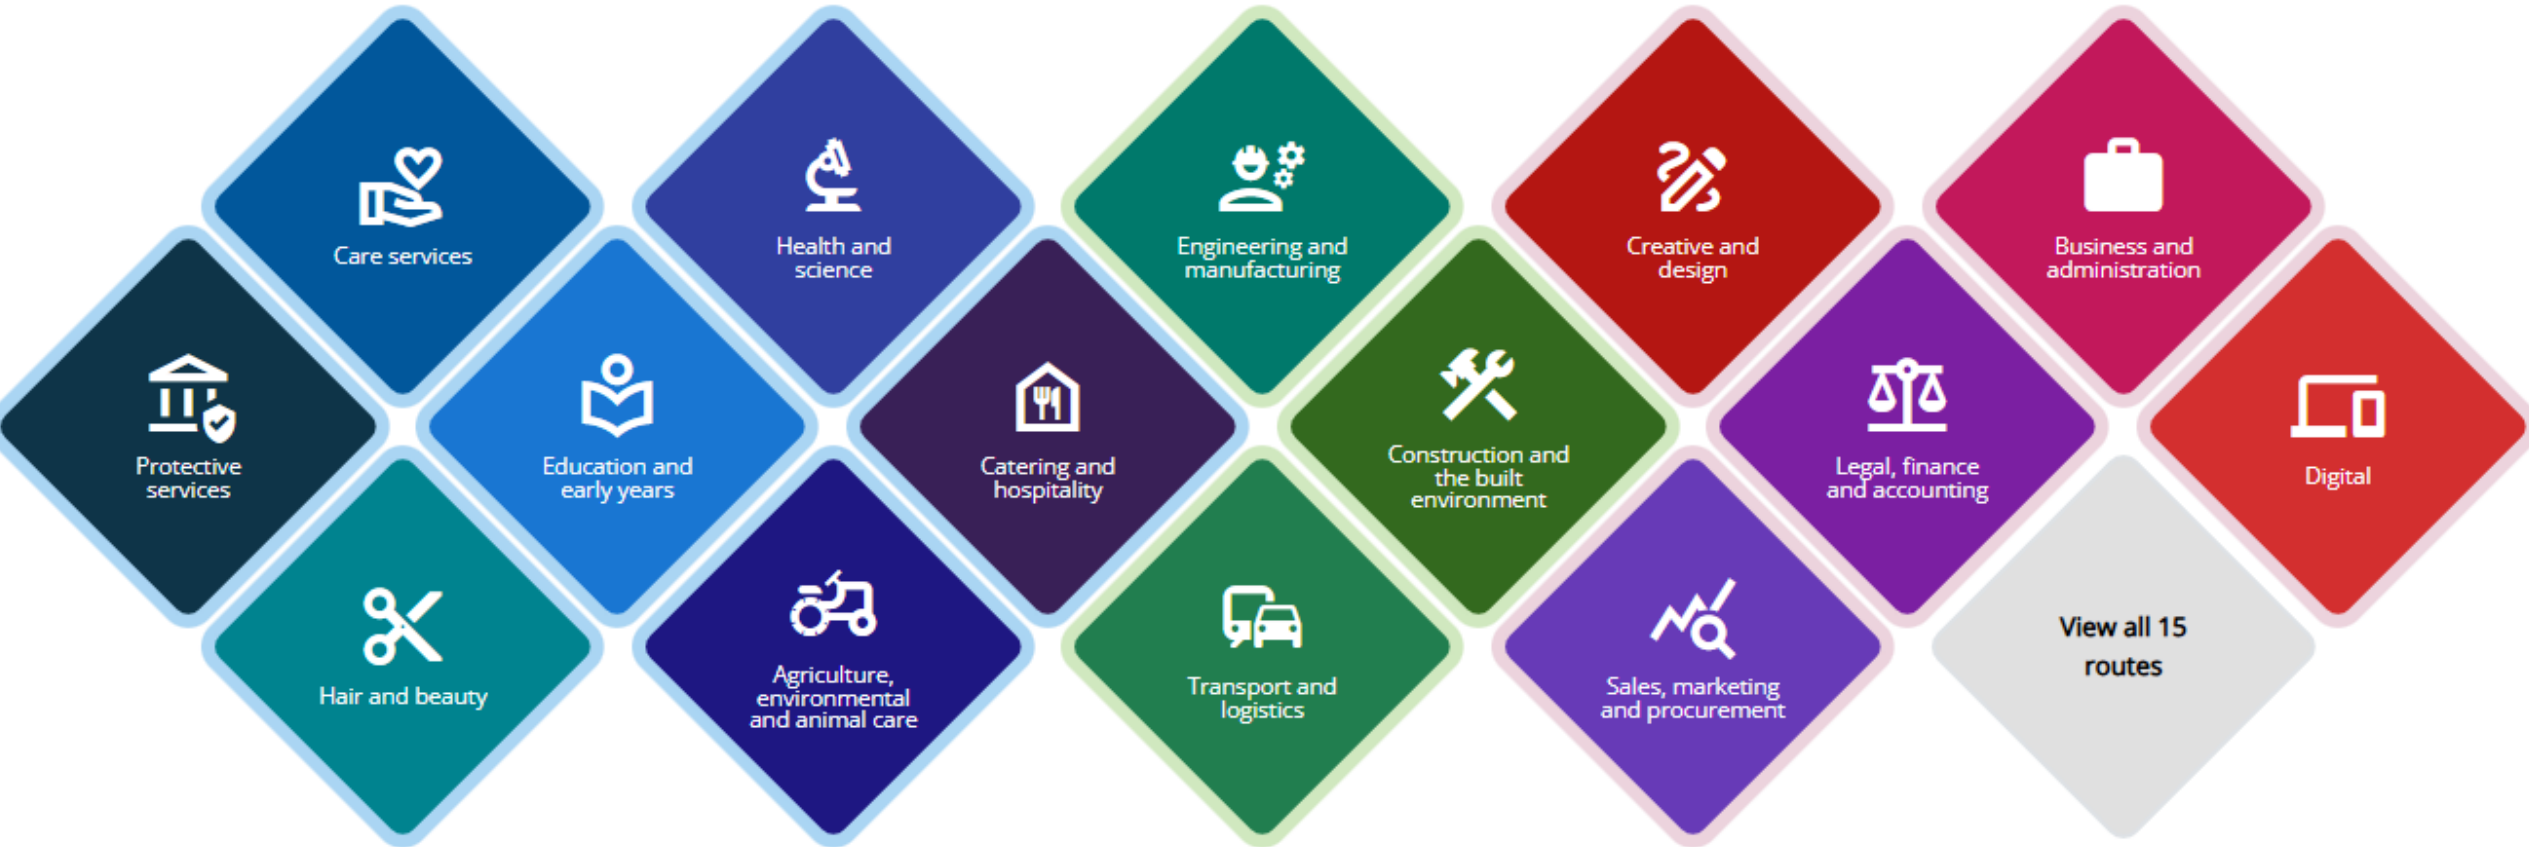 Care services
Health and
science
Engineering and
manufacturing
Creative and
design
Business and
administration
Protective
services
Education and
early years
Catering and
hospitality
Construction and
the built
environment
Legal, finance
and accounting
Digital
Hair and beauty
Agriculture,
environmental
and animal care
Transport and
logistics
Sales, marketing
and procurement
View all 15
routes